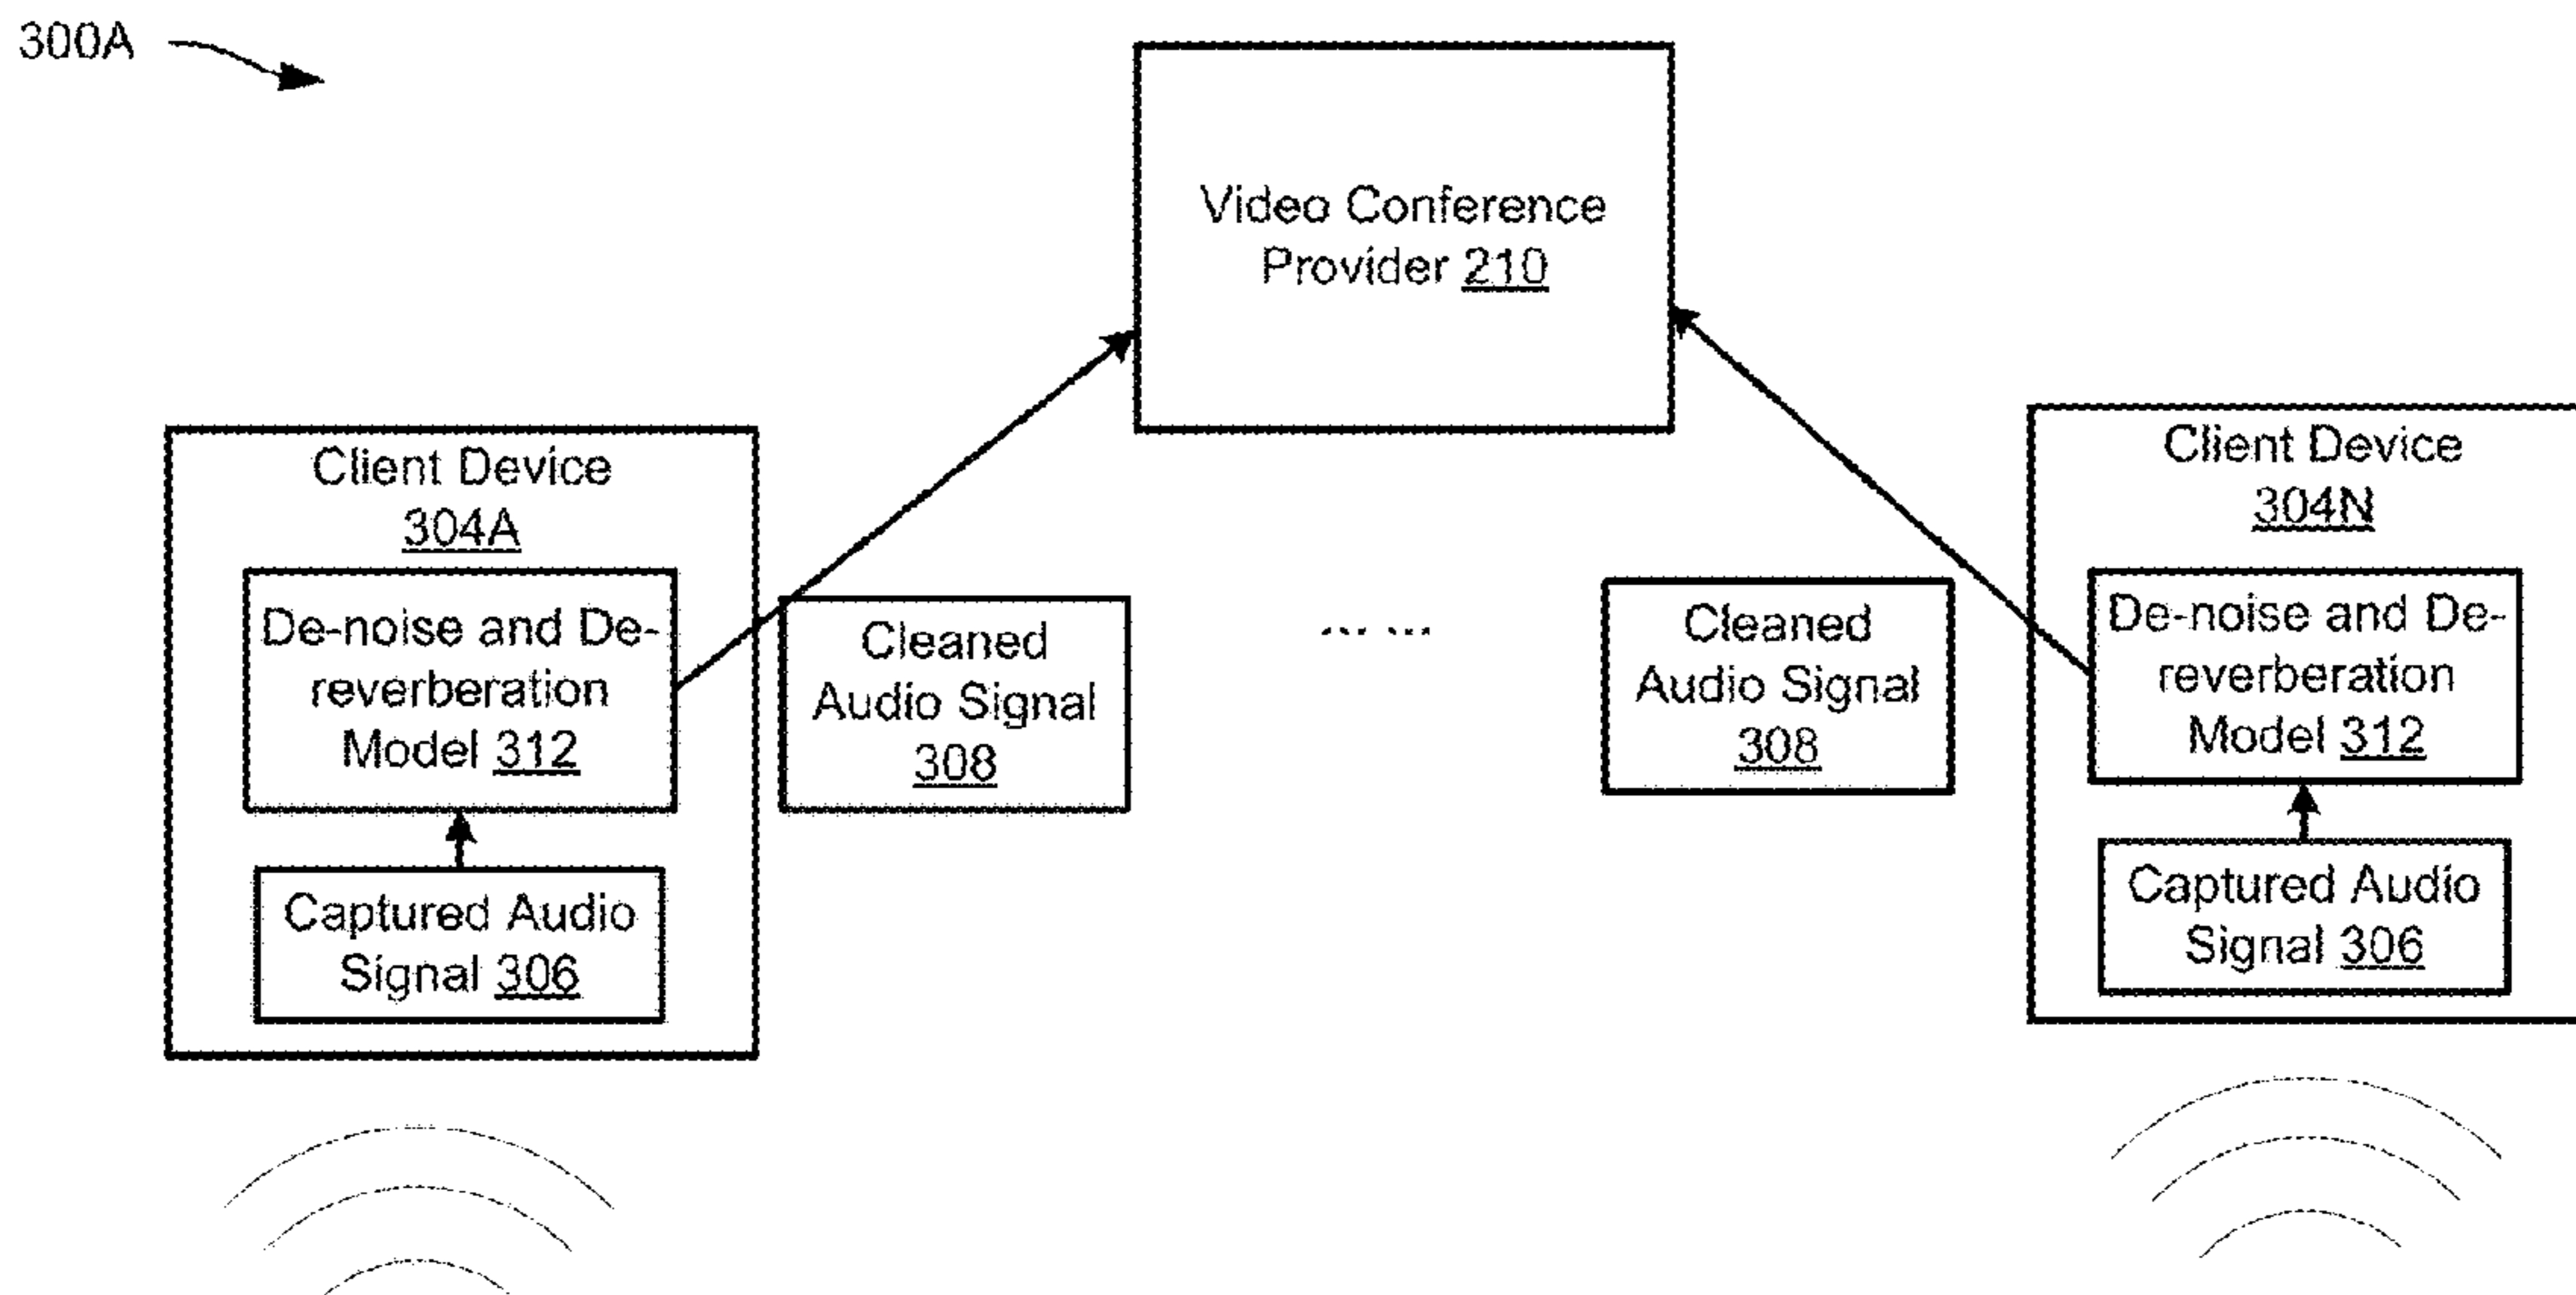 300A
Video Conference
Provider 210
Client Device
304A
De-noise and De-
reverberation
Model 312
Captured Audio
Signal 306
Cleaned
Audio Signal
308
... ...
Cleaned
Audio Signal
308
Client Device
304N
De-noise and De-
reverberation
Model 312
Captured Audio
Signal 306